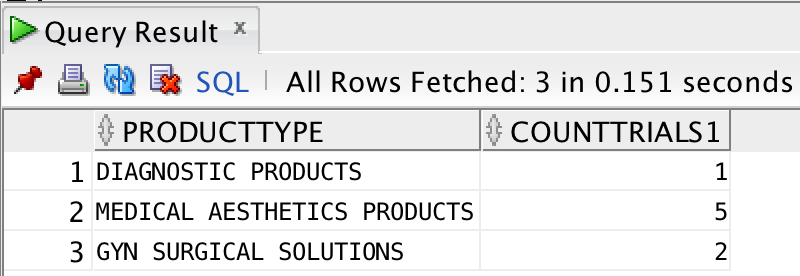 Query Result x
SQL | All Rows Fetched: 3 in 0.151 seconds
PRODUCTTYPE COUNTTRIALS1
1 DIAGNOSTIC PRODUCTS 1
2 MEDICAL AESTHETICS PRODUCTS 5
3 GYN SURGICAL SOLUTIONS 2